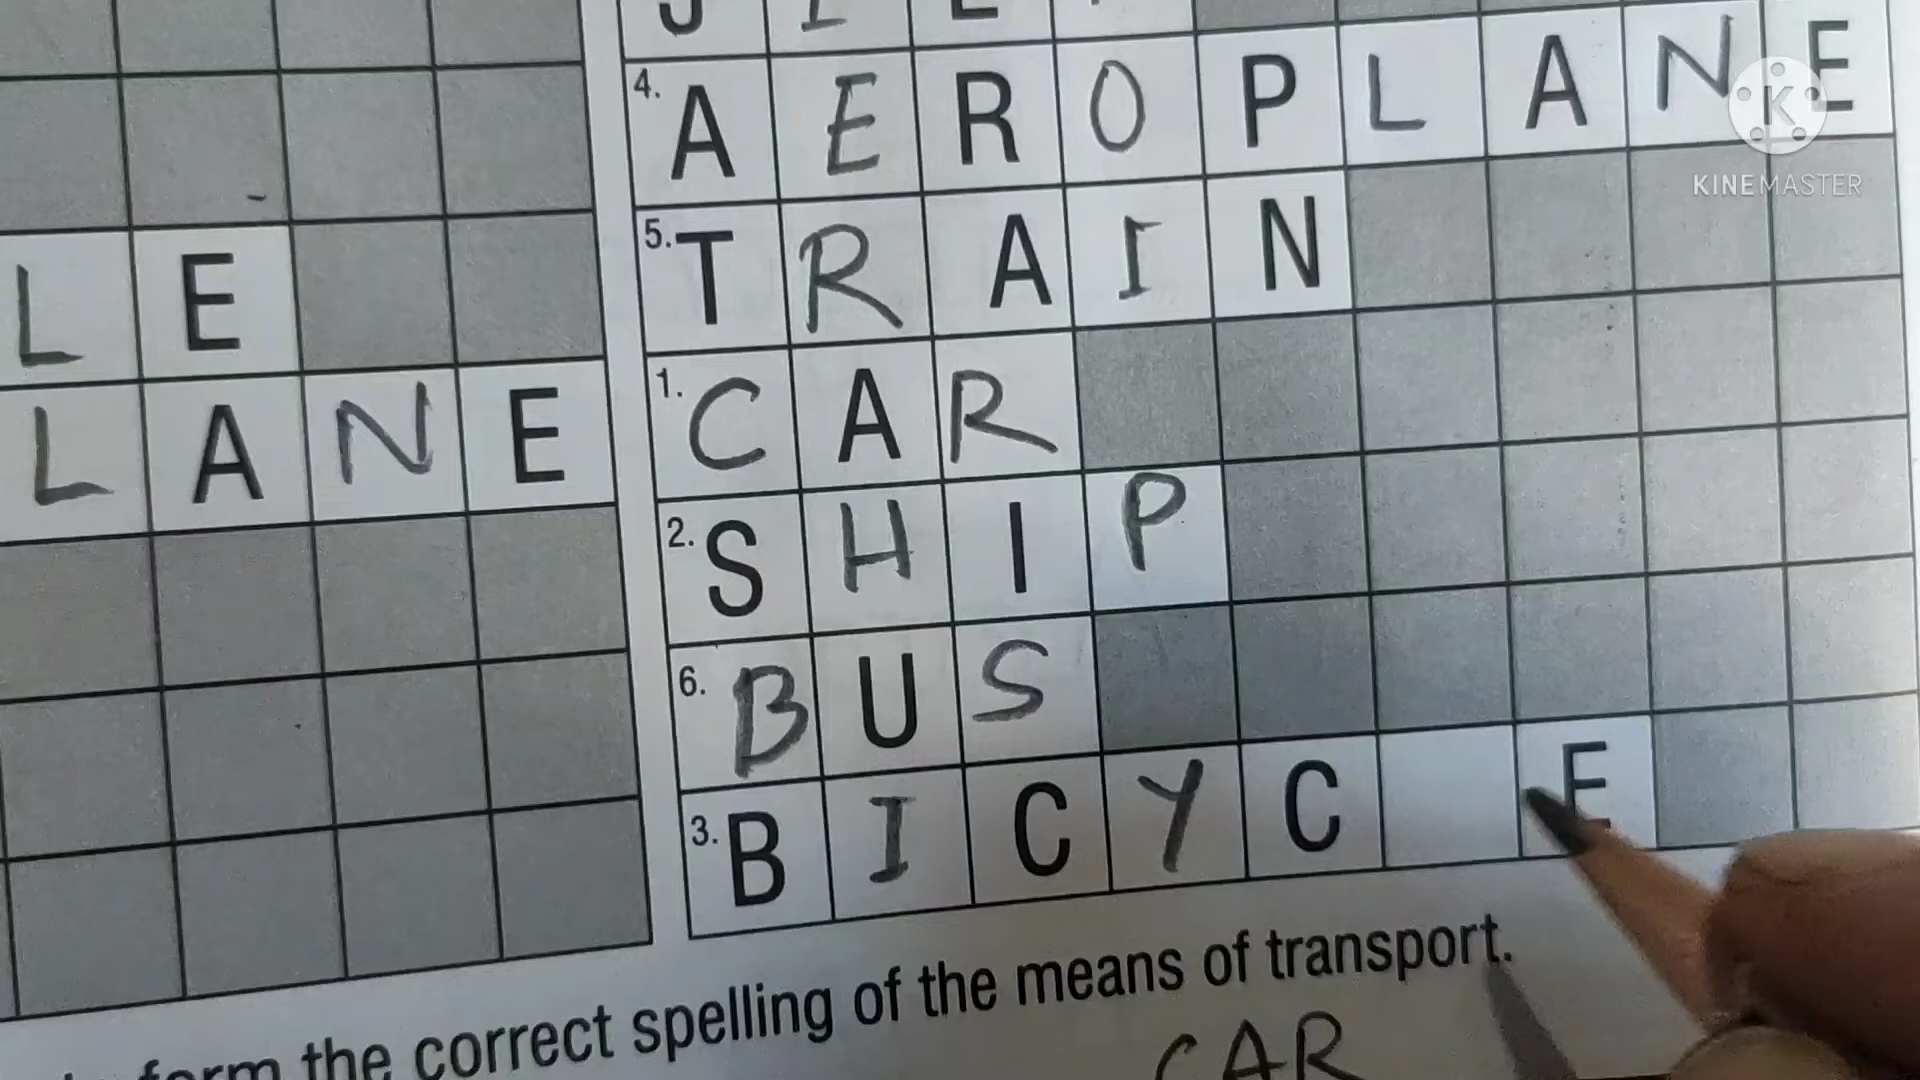 4. AEROPLANE
KINEMASTER
LE
5. TRAIN
LANE
1. CAR
2. SHIP
6. BUS
3. BICYC E
form the correct spelling of the means of transport.
CAR